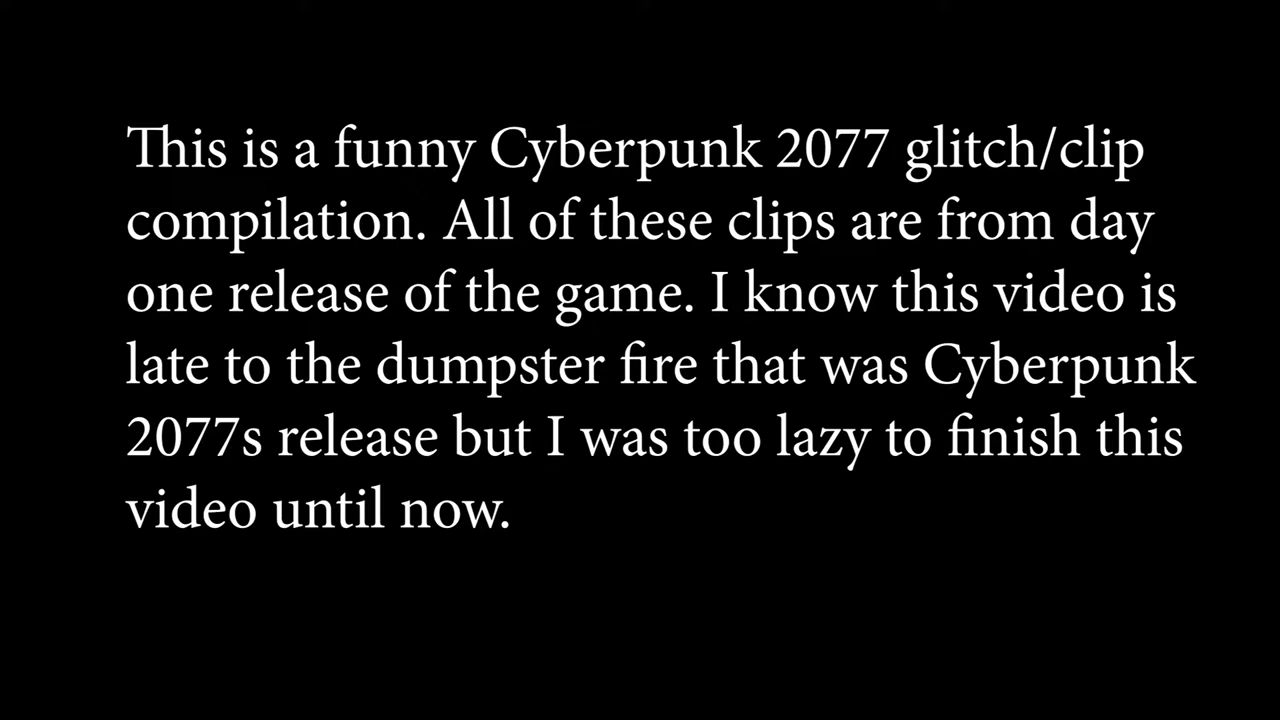 This is a funny Cyberpunk 2077 glitch/clip
compilation. All of these clips are from day
one release of the game. I know this video is
late to the dumpster fire that was Cyberpunk
2077s release but I was too lazy to finish this
video until now.